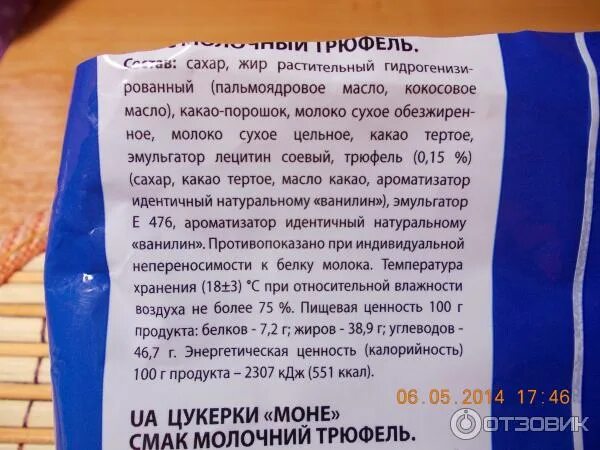 МОЛОЧНЫЙ ТРЮФЕЛЬ.
Состав: сахар, жир растительный гидрогенизи-
рованный (пальмоядровое масло, кокосовое
масло), какао-порошок, молоко сухое обезжирен-
ное, молоко сухое цельное, какао тертое,
эмульгатор лецитин соевый, трюфель (0,15 %)
(сахар, какао тертое, масло какао, ароматизатор
идентичный натуральному «ванилин»), эмульгатор
Е 476, ароматизатор идентичный натуральному
«ванилин». Противопоказано при индивидуальной
непереносимости к белку молока. Температура
хранения (18±3) °С при относительной влажности
воздуха не более 75 %. Пищевая ценность 100 г
продукта: белков - 7,2 г; жиров - 38,9 г; углеводов -
46,7 г. Энергетическая ценность (калорийность)
100 г продукта – 2307 кДж (551 ккал).
06.05.2014 17:46
UA ЦУКЕРКИ «МОНЕ»
СМАК МОЛОЧНИЙ ТРЮФЕЛЬ.
ОТЗОВИК